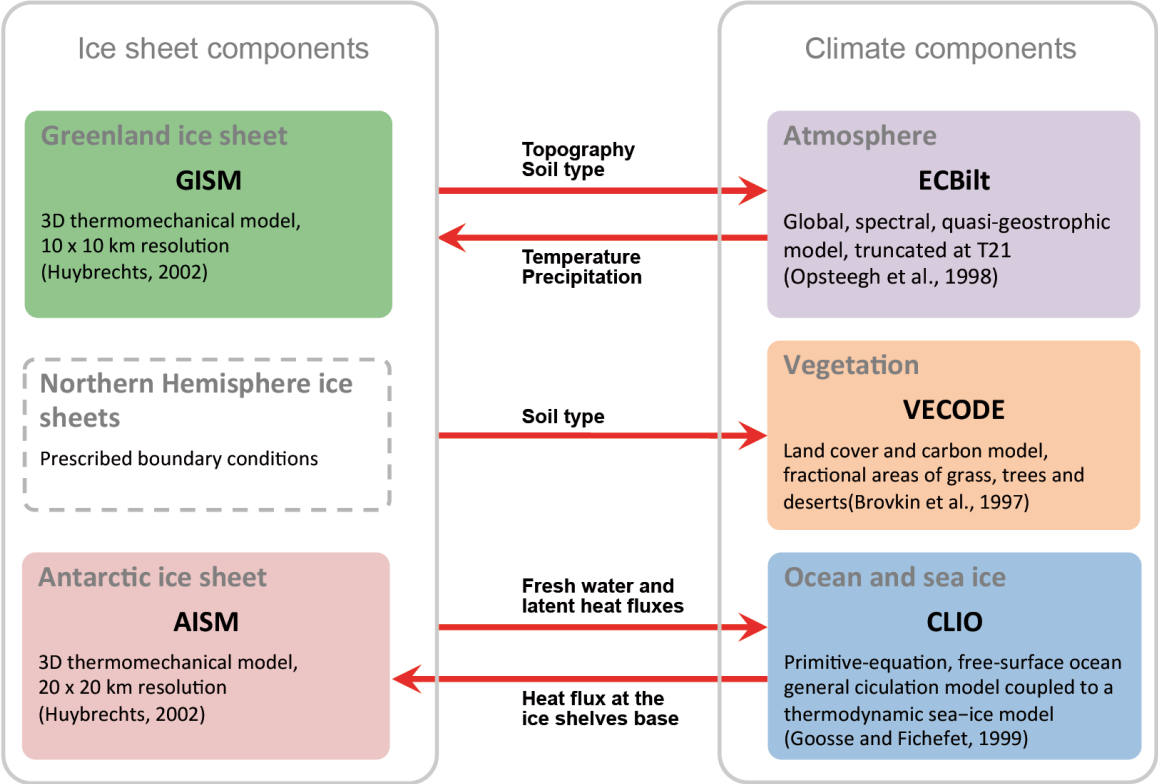 Ice sheet components
Greenland ice sheet
GISM
3D thermomechanical model,
10 x 10 km resolution
(Huybrechts, 2002)
Northern Hemisphere ice
sheets
Prescribed boundary conditions
Antarctic ice sheet
AISM
3D thermomechanical model,
20 x 20 km resolution
(Huybrechts, 2002)
Topography
Soil type
Temperature
Precipitation
Soil type
Fresh water and
latent heat fluxes
Heat flux at the
ice shelves base
Climate components
Atmosphere
ECBilt
Global, spectral, quasi-geostrophic
model, truncated at T21
(Opsteegh et al., 1998)
Vegetation
VECODE
Land cover and carbon model,
fractional areas of grass, trees and
deserts(Brovkin et al., 1997)
Ocean and sea ice
CLIO
Primitive-equation, free-surface ocean
general ciculation model coupled to a
thermodynamic sea−ice model
(Goosse and Fichefet, 1999)